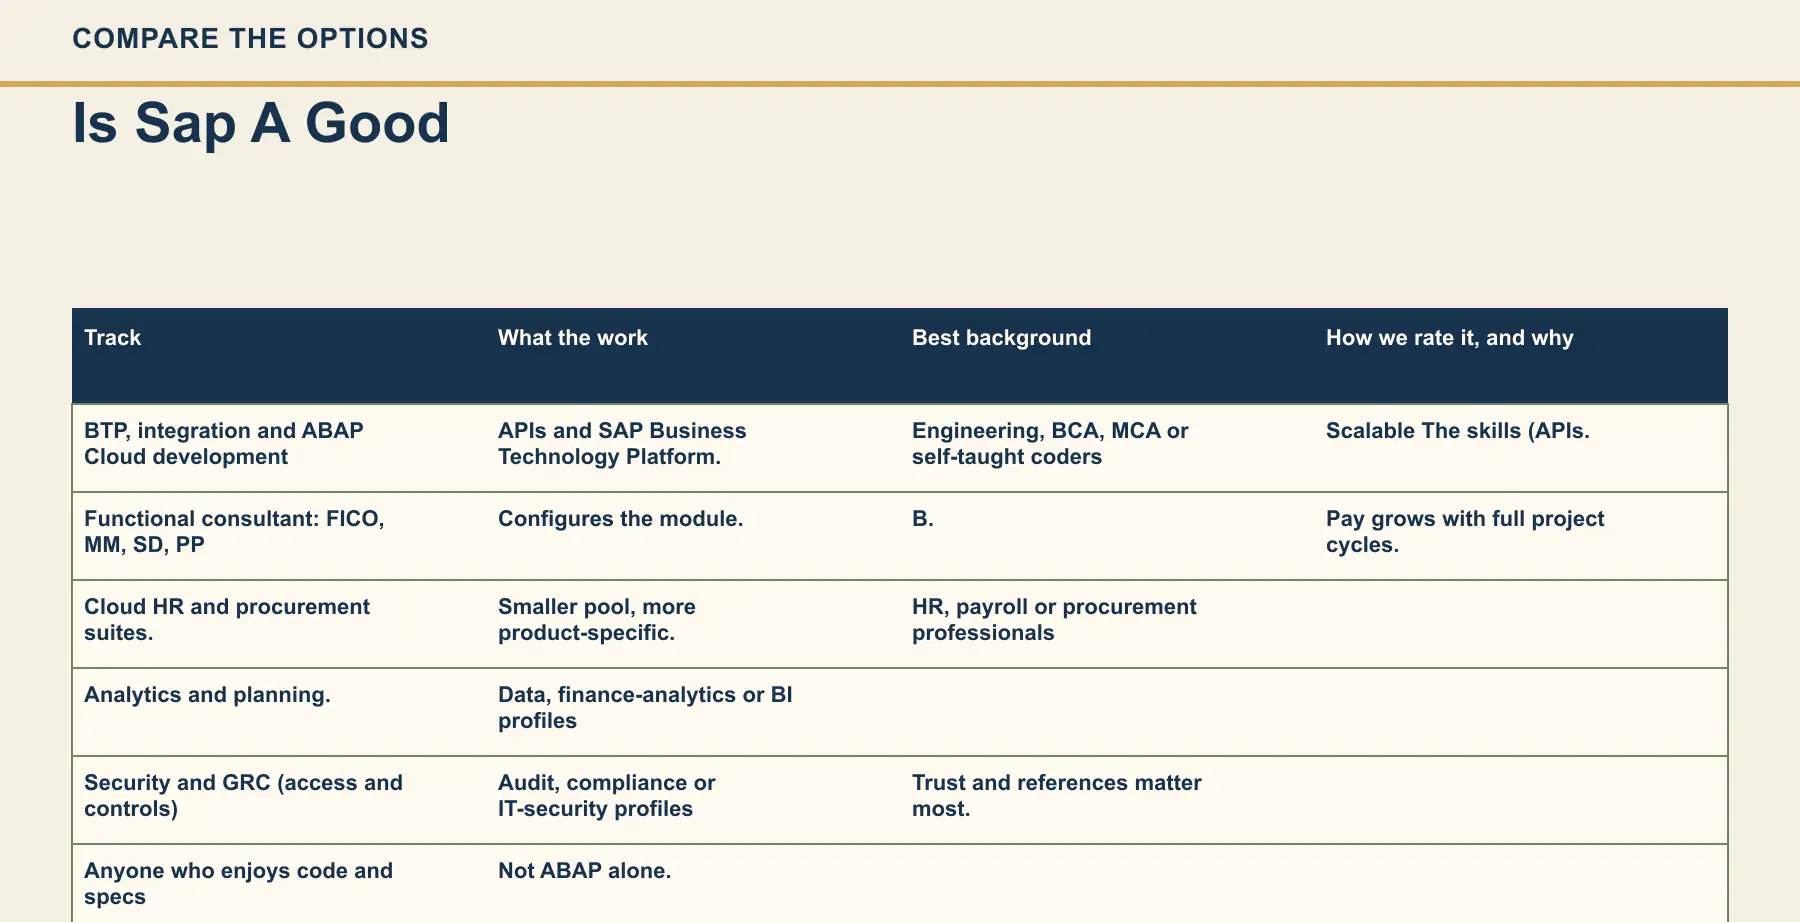 COMPARE THE OPTIONS
Is Sap A Good
Track
What the work
Best background
How we rate it, and why
BTP, integration and ABAP
Cloud development
APIs and SAP Business
Technology Platform.
Engineering, BCA, MCA or
self-taught coders
Scalable The skills (APIs.
Functional consultant: FICO,
MM, SD, PP
Configures the module.
B.
Pay grows with full project
cycles.
Cloud HR and procurement
suites.
Smaller pool, more
product-specific.
HR, payroll or procurement
professionals
Analytics and planning.
Data, finance-analytics or BI
profiles
Security and GRC (access and
controls)
Audit, compliance or
IT-security profiles
Trust and references matter
most.
Anyone who enjoys code and
specs
Not ABAP alone.